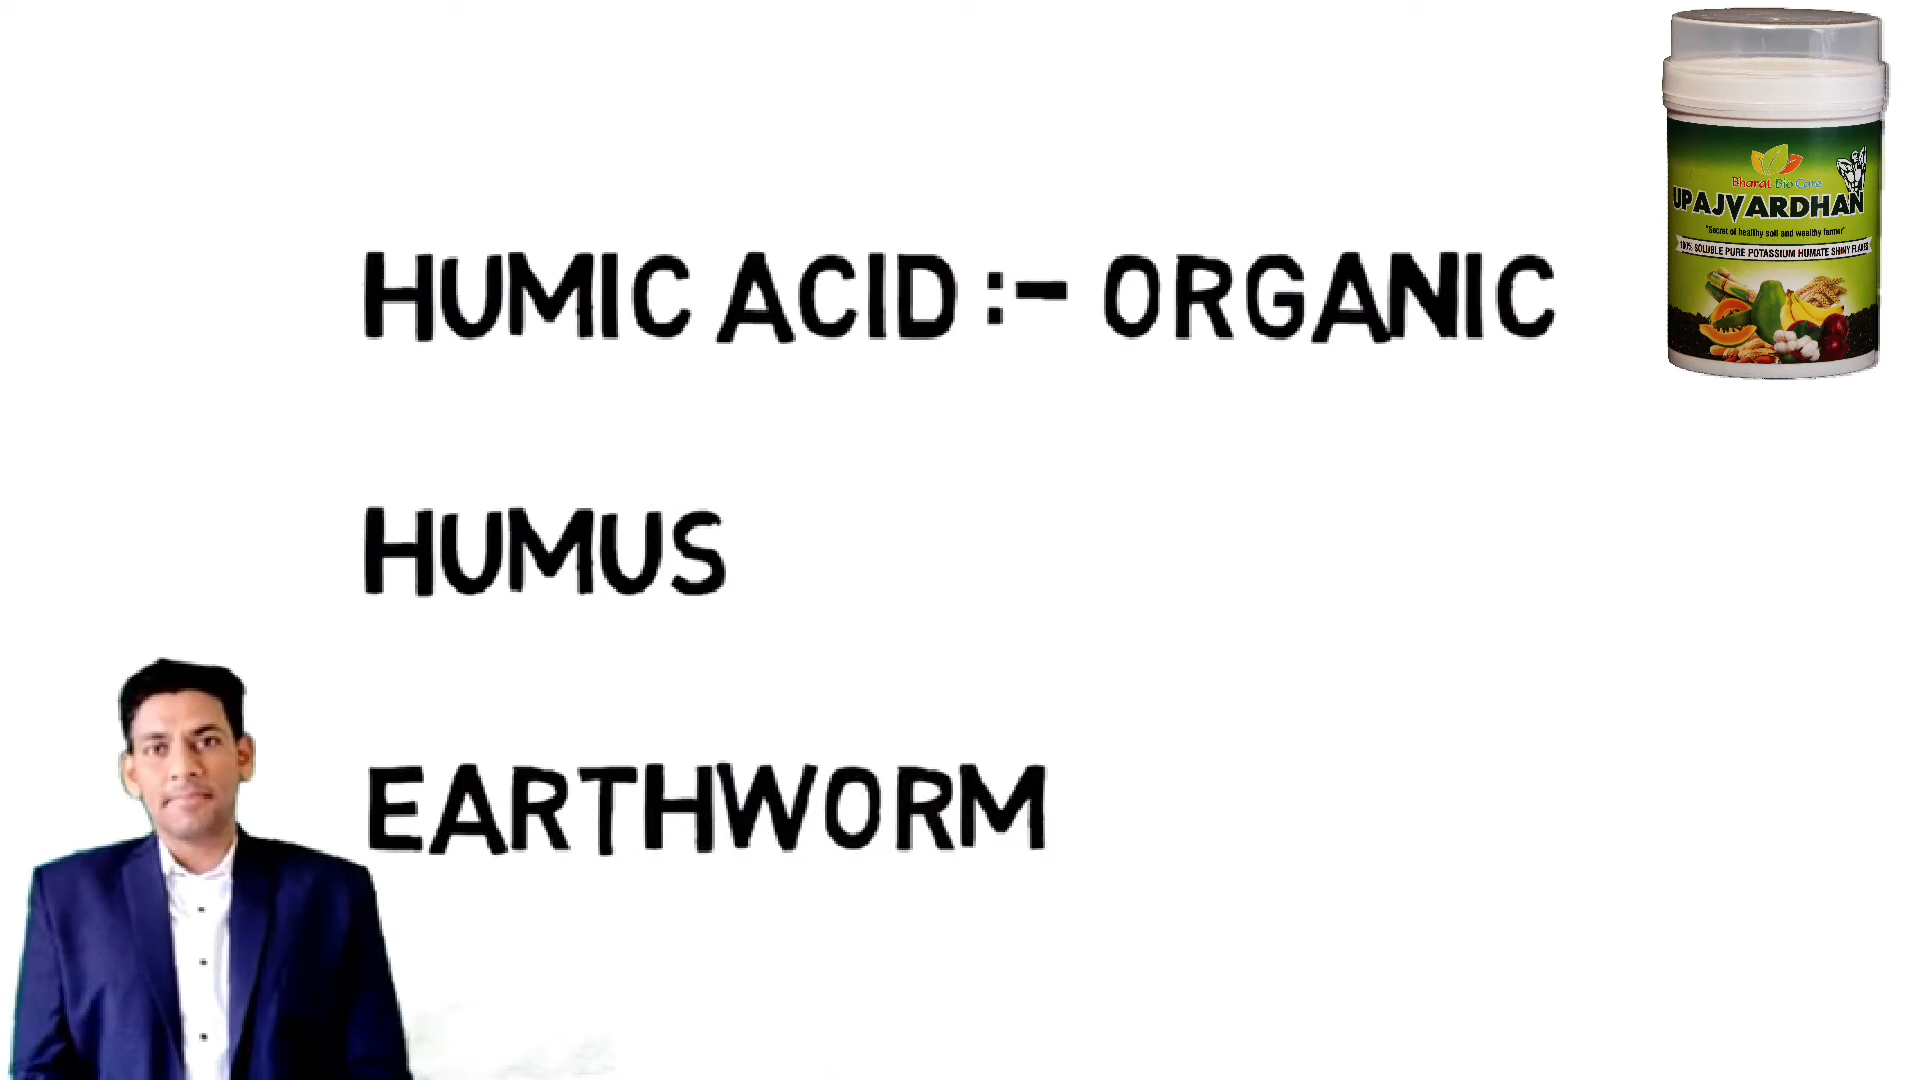 HUMIC ACID :- ORGANIC
HUMUS
EARTHWORM
Bharat Bio Care
UPAJVARDHAN
"Secret of healthy soil and wealthy farmer"
100% SOLUBLE PURE POTASSIUM HUMATE SHINY FLAKES